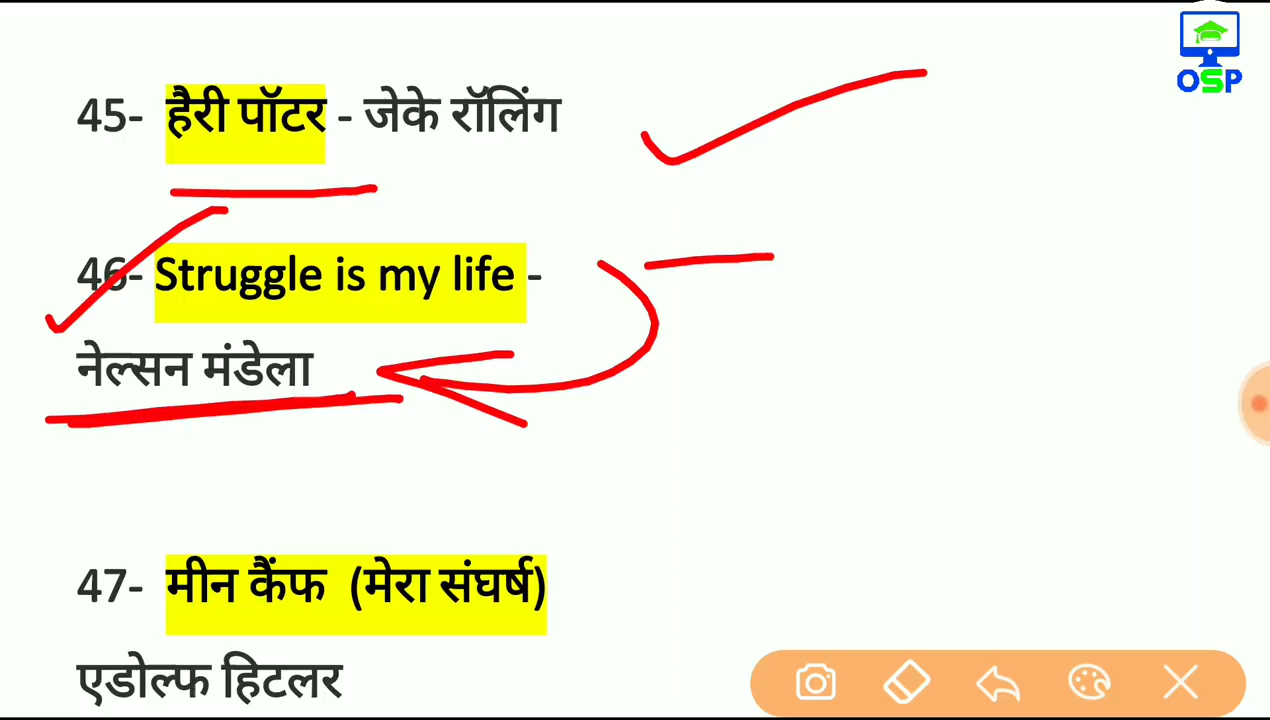 OSP
45- हैरी पॉटर - जेके रॉलिंग
46- Struggle is my life -
नेल्सन मंडेला
47- मीन कैंफ (मेरा संघर्ष)
एडोल्फ हिटलर